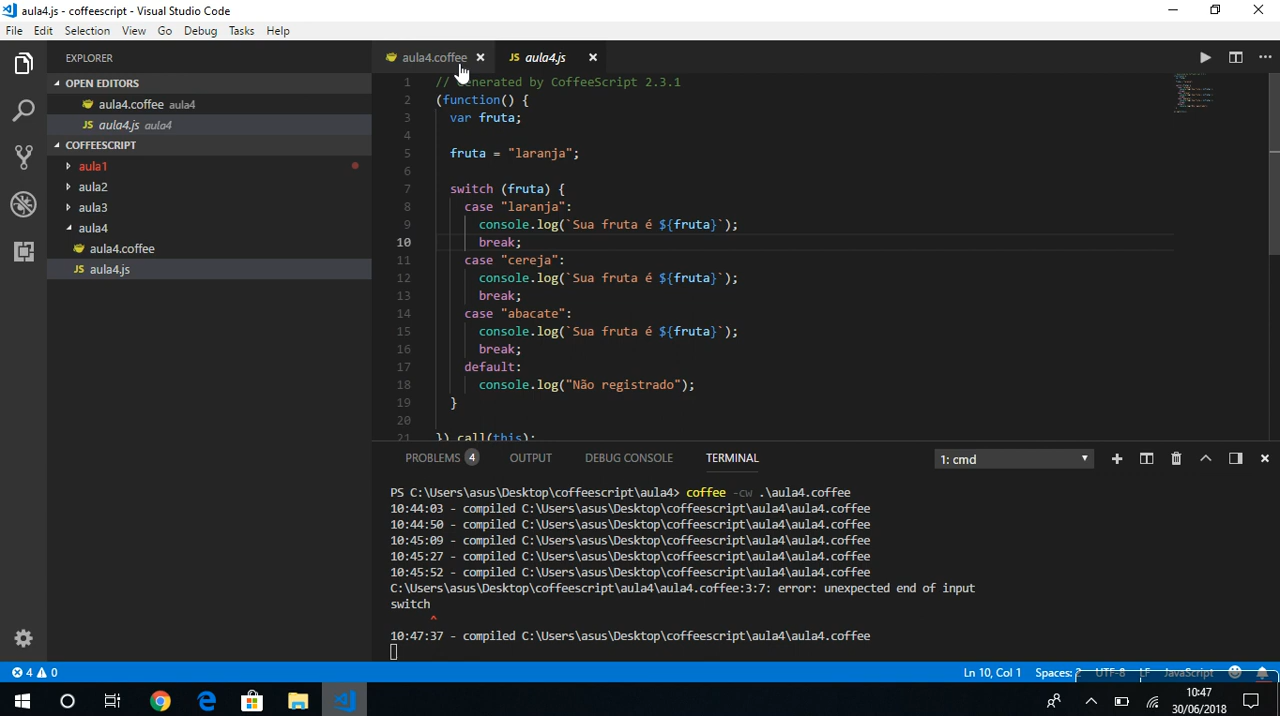 aula4.js - coffeescript - Visual Studio Code
File Edit Selection View Go Debug Tasks Help
EXPLORER
OPEN EDITORS
aula4.coffee aula4
JS aula4.js aula4
COFFEESCRIPT
aula1
aula2
aula3
aula4
aula4.coffee
JS aula4.js
aula4.coffee JS aula4.js
1 // Generated by CoffeeScript 2.3.1
2 (function() {
3 var fruta;
4
5 fruta = "laranja";
6
7 switch (fruta) {
8 case "laranja":
9 console.log(`Sua fruta é ${fruta}`);
10 break;
11 case "cereja":
12 console.log(`Sua fruta é ${fruta}`);
13 break;
14 case "abacate":
15 console.log(`Sua fruta é ${fruta}`);
16 break;
17 default:
18 console.log("Não registrado");
19 }
20
21 }).call(this);
PROBLEMS 4 OUTPUT DEBUG CONSOLE TERMINAL 1: cmd
PS C:\Users\asus\Desktop\coffeescript\aula4> coffee -cw .\aula4.coffee
10:44:03 - compiled C:\Users\asus\Desktop\coffeescript\aula4\aula4.coffee
10:44:50 - compiled C:\Users\asus\Desktop\coffeescript\aula4\aula4.coffee
10:45:09 - compiled C:\Users\asus\Desktop\coffeescript\aula4\aula4.coffee
10:45:27 - compiled C:\Users\asus\Desktop\coffeescript\aula4\aula4.coffee
10:45:52 - compiled C:\Users\asus\Desktop\coffeescript\aula4\aula4.coffee
C:\Users\asus\Desktop\coffeescript\aula4\aula4.coffee:3:7: error: unexpected end of input
switch
^
10:47:37 - compiled C:\Users\asus\Desktop\coffeescript\aula4\aula4.coffee
4 0 Ln 10, Col 1 Spaces: 2 UTF-8 LF JavaScript
10:47
30/06/2018